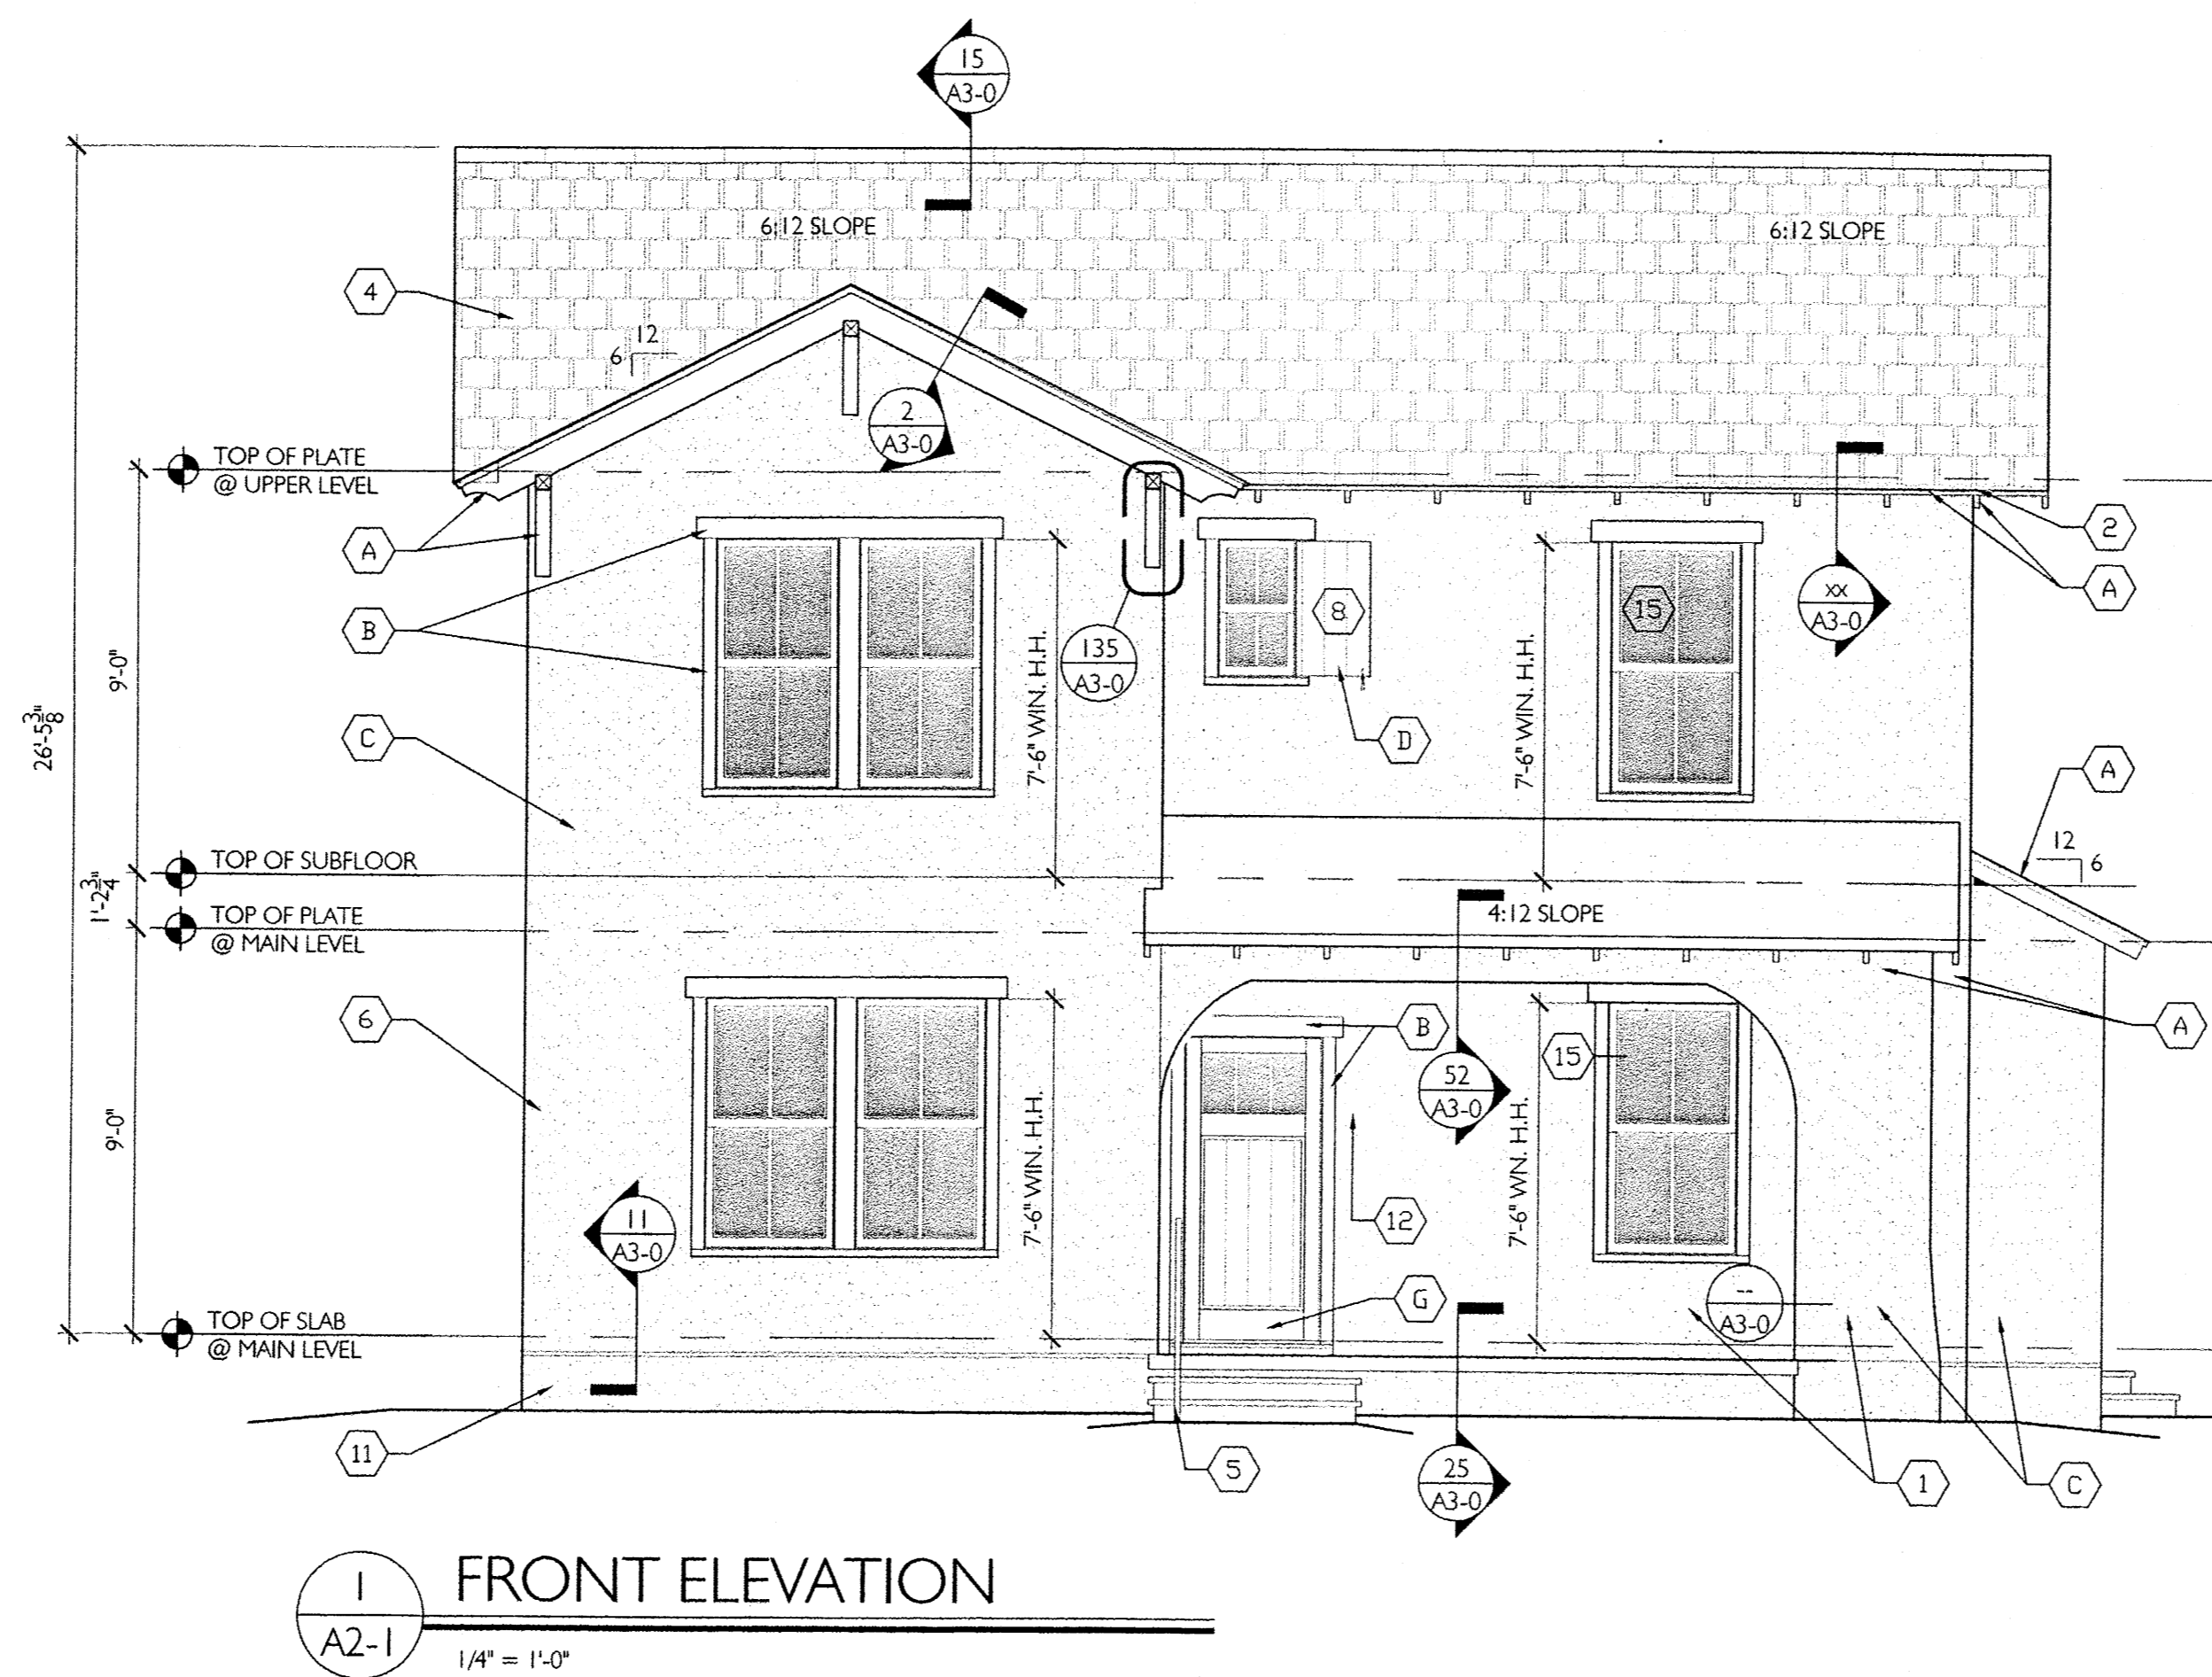 15
A3-0
6:12 SLOPE
6:12 SLOPE
4
12
6
2
A3-0
TOP OF PLATE
@ UPPER LEVEL
A
2
A
B
8
15
xx
A3-0
135
A3-0
9'-0"
26'-5 3/8"
7'-6" WIN. H.H.
7'-6" WIN. H.H.
C
D
A
12
6
TOP OF SUBFLOOR
1'-2 3/4"
TOP OF PLATE
@ MAIN LEVEL
4:12 SLOPE
6
B
15
A
52
A3-0
9'-0"
7'-6" WIN. H.H.
7'-6" WIN. H.H.
12
11
A3-0
G
--
A3-0
TOP OF SLAB
@ MAIN LEVEL
11
5
25
A3-0
1
C
1
A2-1
FRONT ELEVATION
1/4" = 1'-0"